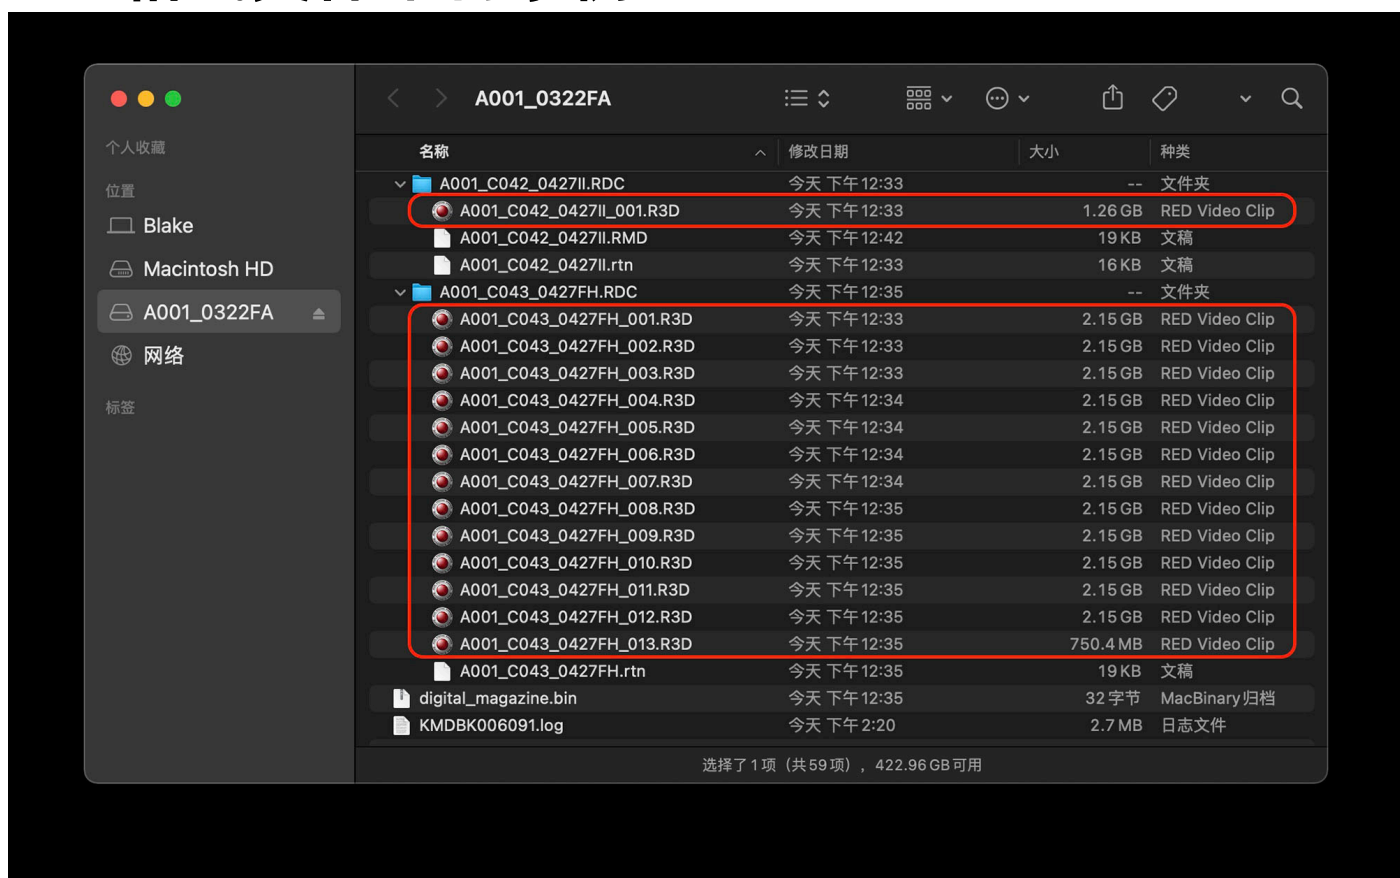 A001_0322FA
个人收藏
位置
Blake
Macintosh HD
A001_0322FA
网络
标签
名称 修改日期 大小 种类
A001_C042_0427II.RDC 今天 下午12:33 -- 文件夹
A001_C042_0427II_001.R3D 今天 下午12:33 1.26 GB RED Video Clip
A001_C042_0427II.RMD 今天 下午12:42 19 KB 文稿
A001_C042_0427II.rtn 今天 下午12:33 16 KB 文稿
A001_C043_0427FH.RDC 今天 下午12:35 -- 文件夹
A001_C043_0427FH_001.R3D 今天 下午12:33 2.15 GB RED Video Clip
A001_C043_0427FH_002.R3D 今天 下午12:33 2.15 GB RED Video Clip
A001_C043_0427FH_003.R3D 今天 下午12:33 2.15 GB RED Video Clip
A001_C043_0427FH_004.R3D 今天 下午12:34 2.15 GB RED Video Clip
A001_C043_0427FH_005.R3D 今天 下午12:34 2.15 GB RED Video Clip
A001_C043_0427FH_006.R3D 今天 下午12:34 2.15 GB RED Video Clip
A001_C043_0427FH_007.R3D 今天 下午12:34 2.15 GB RED Video Clip
A001_C043_0427FH_008.R3D 今天 下午12:35 2.15 GB RED Video Clip
A001_C043_0427FH_009.R3D 今天 下午12:35 2.15 GB RED Video Clip
A001_C043_0427FH_010.R3D 今天 下午12:35 2.15 GB RED Video Clip
A001_C043_0427FH_011.R3D 今天 下午12:35 2.15 GB RED Video Clip
A001_C043_0427FH_012.R3D 今天 下午12:35 2.15 GB RED Video Clip
A001_C043_0427FH_013.R3D 今天 下午12:35 750.4 MB RED Video Clip
A001_C043_0427FH.rtn 今天 下午12:35 19 KB 文稿
digital_magazine.bin 今天 下午12:35 32 字节 MacBinary归档
KMDBK006091.log 今天 下午2:20 2.7 MB 日志文件
选择了1项（共59项），422.96 GB可用